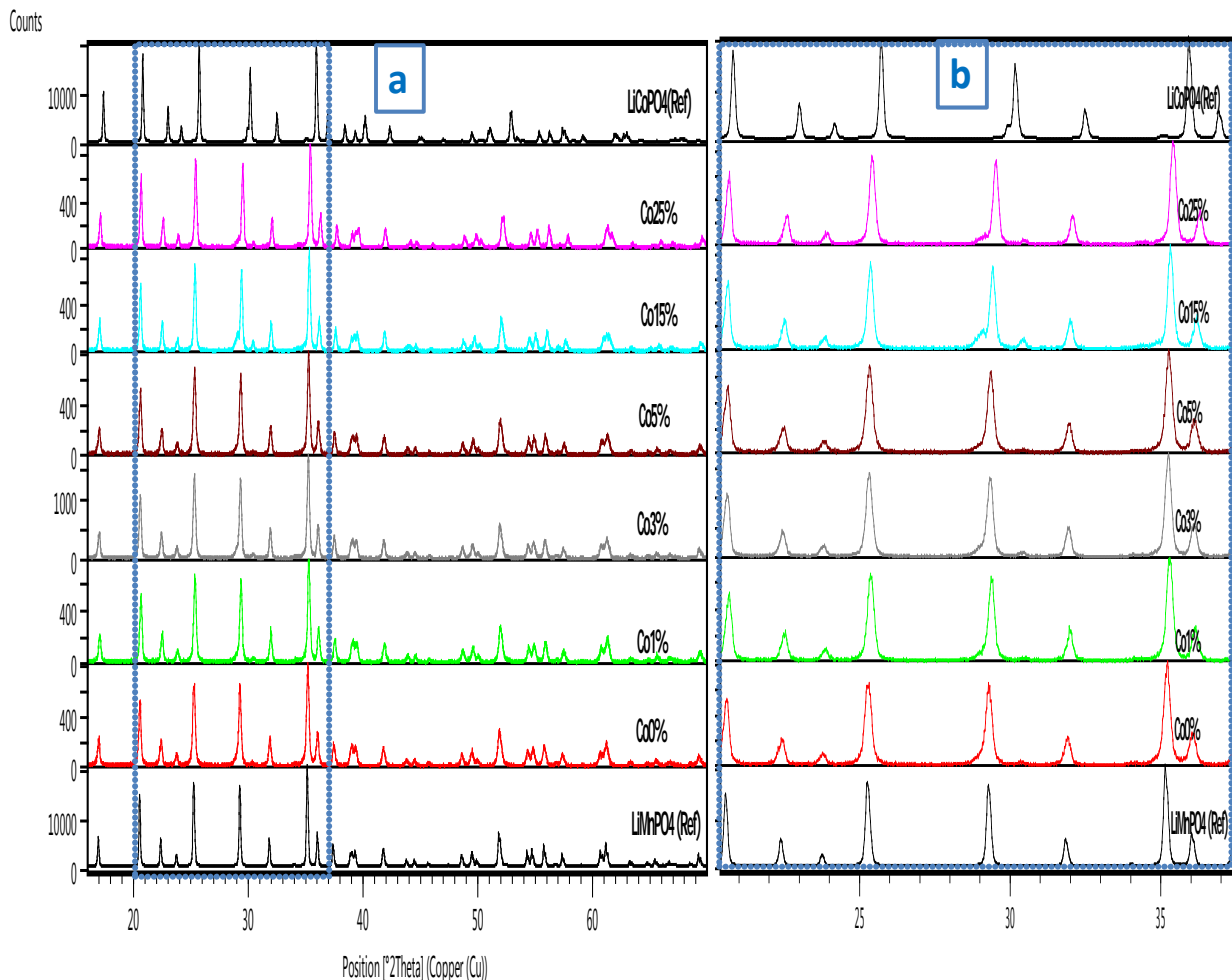 Counts
a
b
LiCoPO4(Ref)
LiCoPO4(Ref)
10000
0
Co25%
Co25%
400
0
Co15%
Co15%
400
0
Co5%
Co5%
400
0
Co3%
Co3%
1000
0
Co1%
Co1%
400
0
Co0%
Co0%
400
0
LiMnPO4 (Ref)
LiMnPO4 (Ref)
10000
0
20 30 40 50 60
25 30 35
Position [°2Theta] (Copper (Cu))